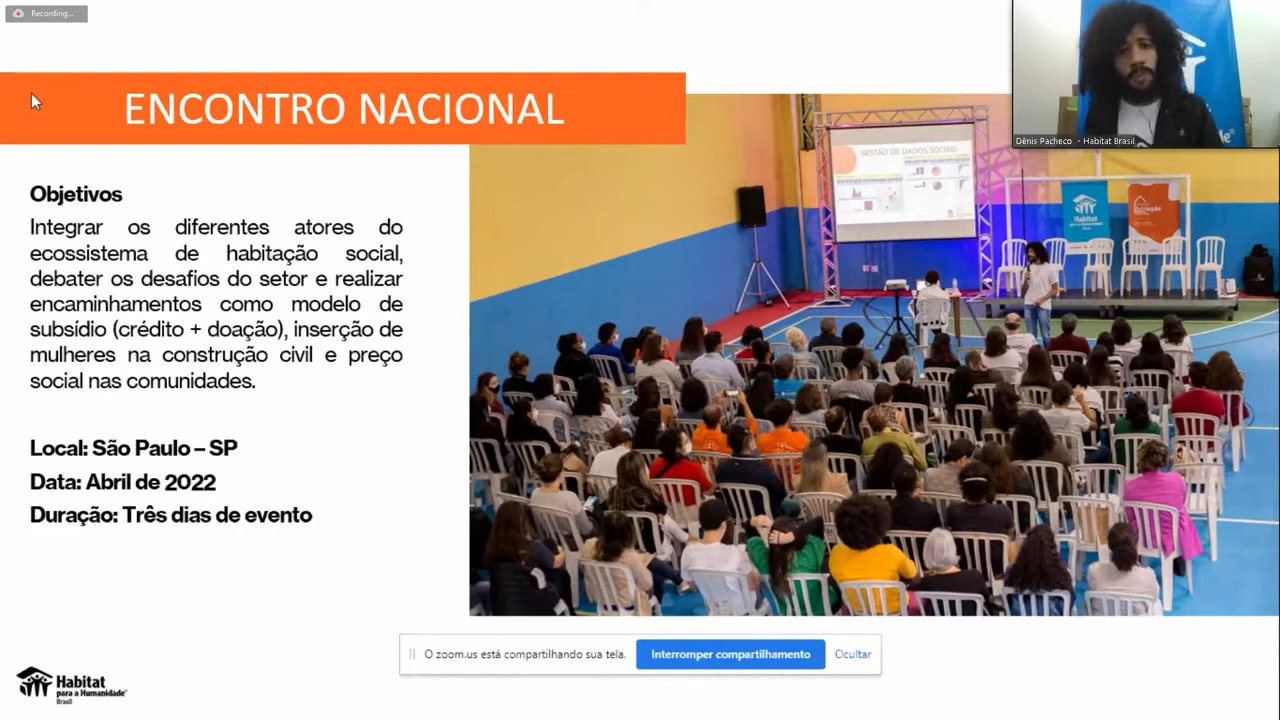 Recording...
ENCONTRO NACIONAL
Dênis Pacheco - Habitat Brasil
GESTÃO DE DADOS SOCIAIS
Habitat
para a Humanidade
Objetivos
Integrar os diferentes atores do
ecossistema de habitação social,
debater os desafios do setor e realizar
encaminhamentos como modelo de
subsídio (crédito + doação), inserção de
mulheres na construção civil e preço
social nas comunidades.
Local: São Paulo – SP
Data: Abril de 2022
Duração: Três dias de evento
O zoom.us está compartilhando sua tela.
Interromper compartilhamento
Ocultar
Habitat
para a Humanidade®
Brasil